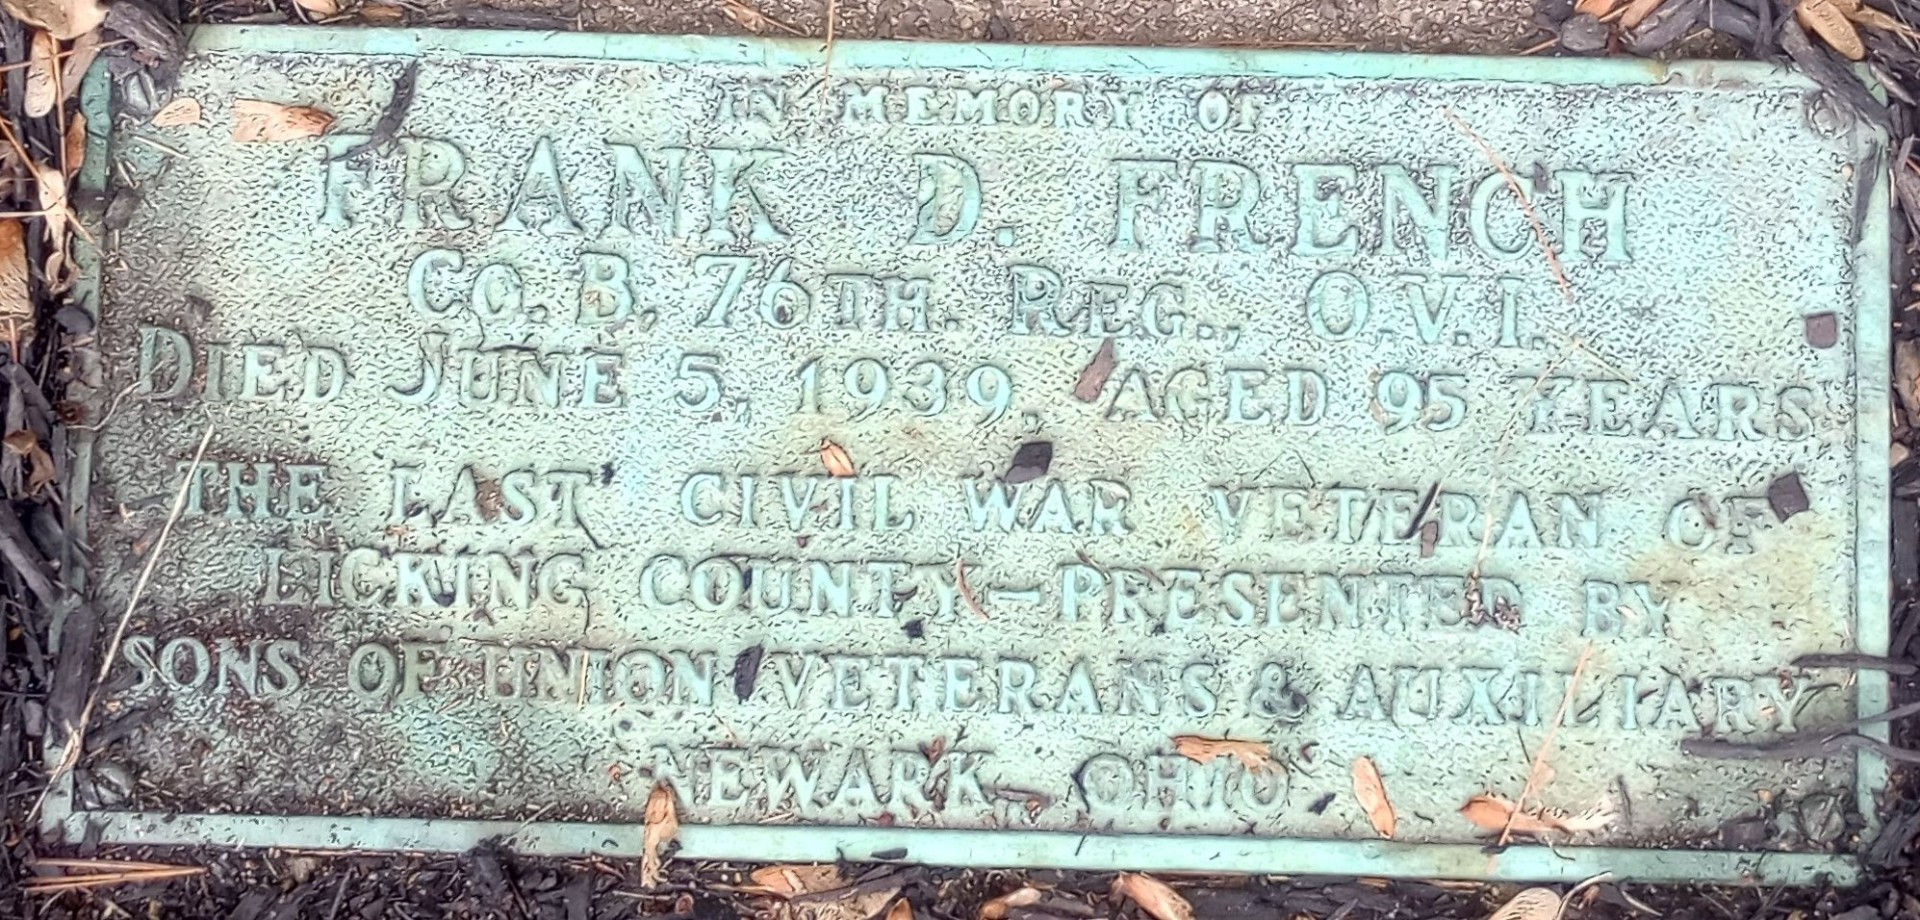 IN MEMORY OF
FRANK D. FRENCH
CO. B, 76TH. REG., O.V.I.
DIED JUNE 5, 1939, AGED 95 YEARS
THE LAST CIVIL WAR VETERAN OF
LICKING COUNTY — PRESENTED BY
SONS OF UNION VETERANS & AUXILIARY
NEWARK, OHIO